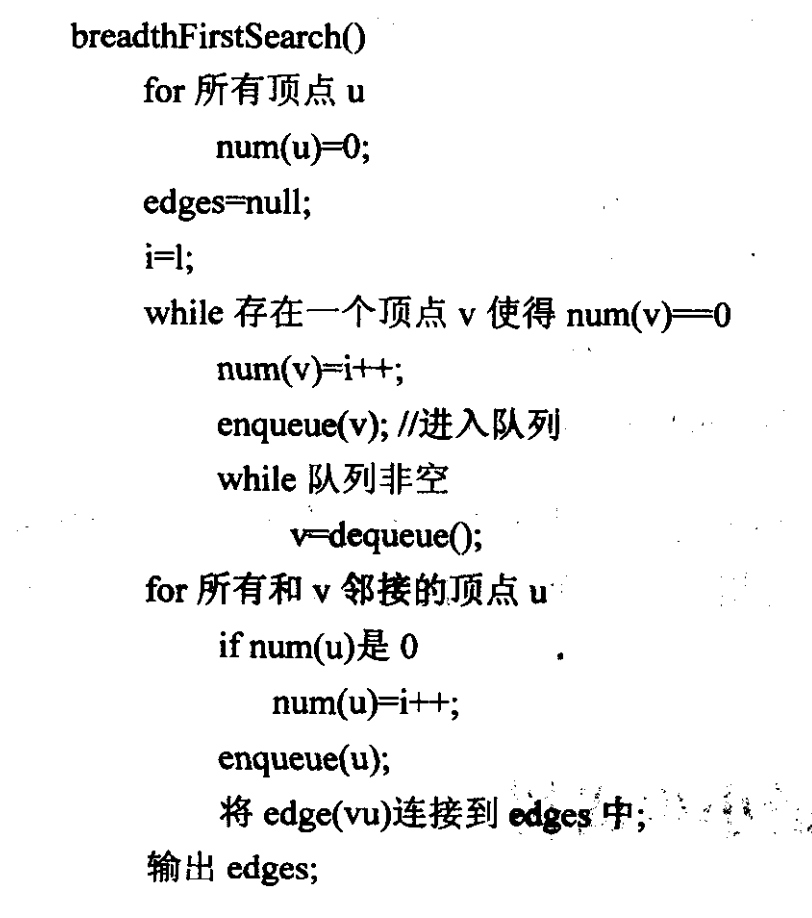 breadthFirstSearch()
for 所有顶点 u
num(u)=0;
edges=null;
i=l;
while 存在一个顶点 v 使得 num(v)==0
num(v)=i++;
enqueue(v); //进入队列
while 队列非空
v=dequeue();
for 所有和 v 邻接的顶点 u
if num(u)是 0
num(u)=i++;
enqueue(u);
将 edge(vu)连接到 edges 中;
输出 edges;